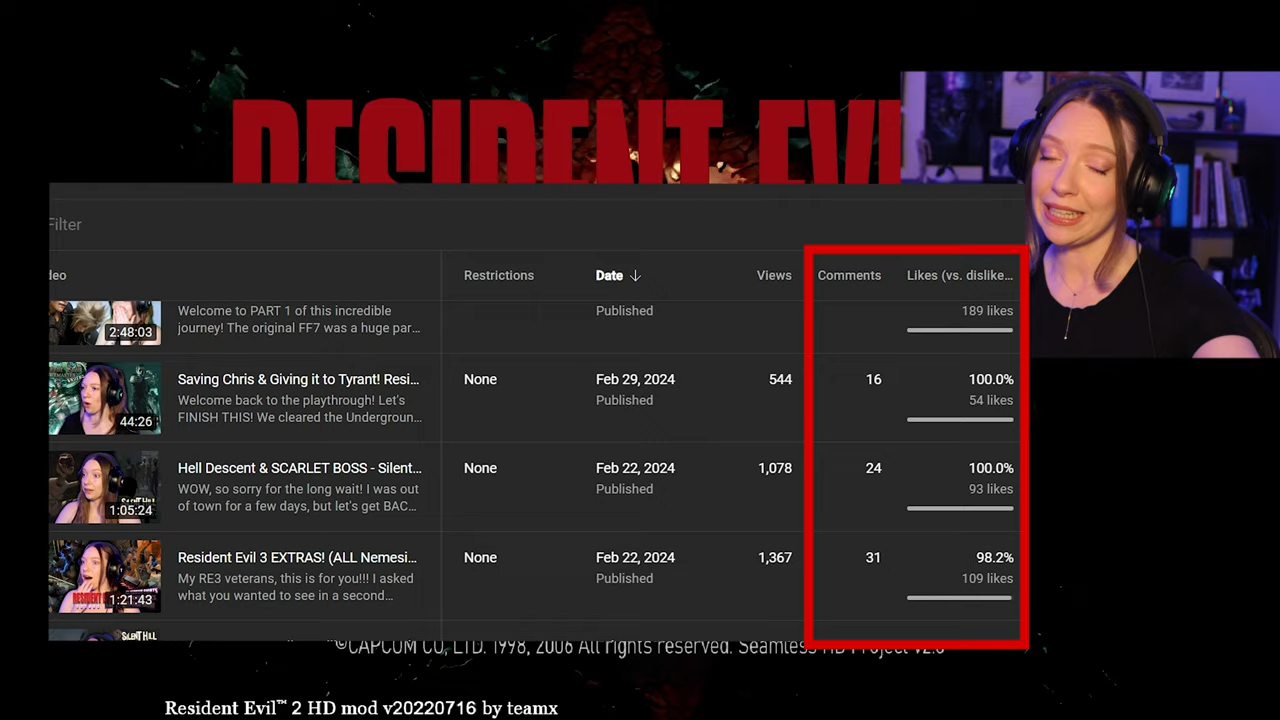 RESIDENT EVI
Filter
deo
Restrictions
Date ↓
Views
Comments
Likes (vs. dislike...
2:48:03
Welcome to PART 1 of this incredible
journey! The original FF7 was a huge par...
Published
189 likes
44:26
Saving Chris & Giving it to Tyrant! Resi...
Welcome back to the playthrough! Let's
FINISH THIS! We cleared the Undergroun...
None
Feb 29, 2024
Published
544
16
100.0%
54 likes
1:05:24
Hell Descent & SCARLET BOSS - Silent...
WOW, so sorry for the long wait! I was out
of town for a few days, but let's get BAC...
None
Feb 22, 2024
Published
1,078
24
100.0%
93 likes
1:21:43
Resident Evil 3 EXTRAS! (ALL Nemesi...
My RE3 veterans, this is for you!!! I asked
what you wanted to see in a second...
None
Feb 22, 2024
Published
1,367
31
98.2%
109 likes
SILENT HILL
©CAPCOM CO, LTD. 1998, 2006 All rights reserved. Seamless HD Project v2.0
Resident Evil™ 2 HD mod v20220716 by teamx